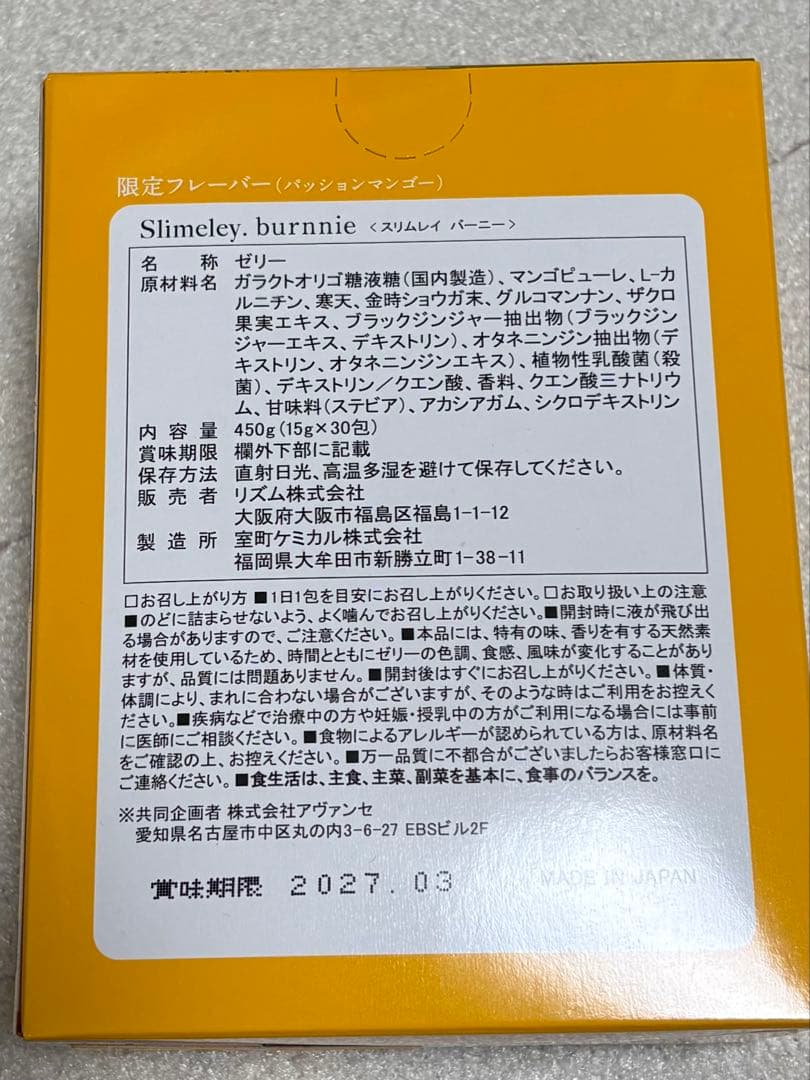 限定フレーバー(パッションマンゴー)
Slimeley. burnnie <スリムレイ バーニー>
名称 ゼリー
原材料名 ガラクトオリゴ糖液糖(国内製造)、マンゴピューレ、L-カ
ルニチン、寒天、金時ショウガ末、グルコマンナン、ザクロ
果実エキス、ブラックジンジャー抽出物(ブラックジン
ジャーエキス、デキストリン)、オタネニンジン抽出物(デ
キストリン、オタネニンジンエキス)、植物性乳酸菌(殺
菌)、デキストリン/クエン酸、香料、クエン酸三ナトリウ
ム、甘味料(ステビア)、アカシアガム、シクロデキストリン
内容量 450g(15g×30包)
賞味期限 欄外下部に記載
保存方法 直射日光、高温多湿を避けて保存してください。
販売者 リズム株式会社
大阪府大阪市福島区福島1-1-12
製造所 室町ケミカル株式会社
福岡県大牟田市新勝立町1-38-11
□お召し上がり方 ■1日1包を目安にお召し上がりください。□お取り扱い上の注意
■のどに詰まらせないよう、よく噛んでお召し上がりください。■開封時に液が飛び出
る場合がありますので、ご注意ください。■本品には、特有の味、香りを有する天然素
材を使用しているため、時間とともにゼリーの色調、食感、風味が変化することがあり
ますが、品質には問題ありません。■開封後はすぐにお召し上がりください。■体質・
体調により、まれに合わない場合がございますが、そのような時はご利用をお控えく
ださい。■疾病などで治療中の方や妊娠・授乳中の方がご利用になる場合には事前
に医師にご相談ください。■食物によるアレルギーが認められている方は、原材料名
をご確認の上、お控えください。■万一品質に不都合がございましたらお客様窓口に
ご連絡ください。■食生活は、主食、主菜、副菜を基本に、食事のバランスを。
※共同企画者 株式会社アヴァンセ
愛知県名古屋市中区丸の内3-6-27 EBSビル2F
賞味期限 2027.03
MADE IN JAPAN